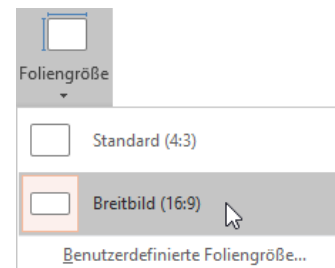 Foliengröße
Standard (4:3)
Breitbild (16:9)
Benutzerdefinierte Foliengröße...